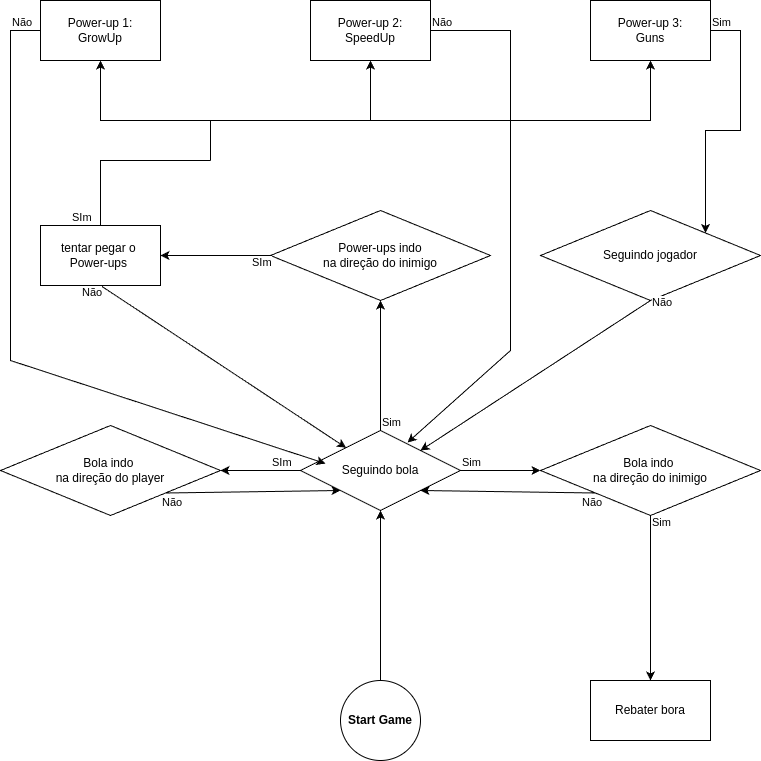 Não
Power-up 1:
GrowUp
Power-up 2:
SpeedUp
Não
Power-up 3:
Guns
Sim
SIm
tentar pegar o
Power-ups
Não
Power-ups indo
na direção do inimigo
SIm
Seguindo jogador
Não
Sim
Bola indo
na direção do player
Não
SIm
Seguindo bola
Sim
Bola indo
na direção do inimigo
Não
Sim
Start Game
Rebater bora